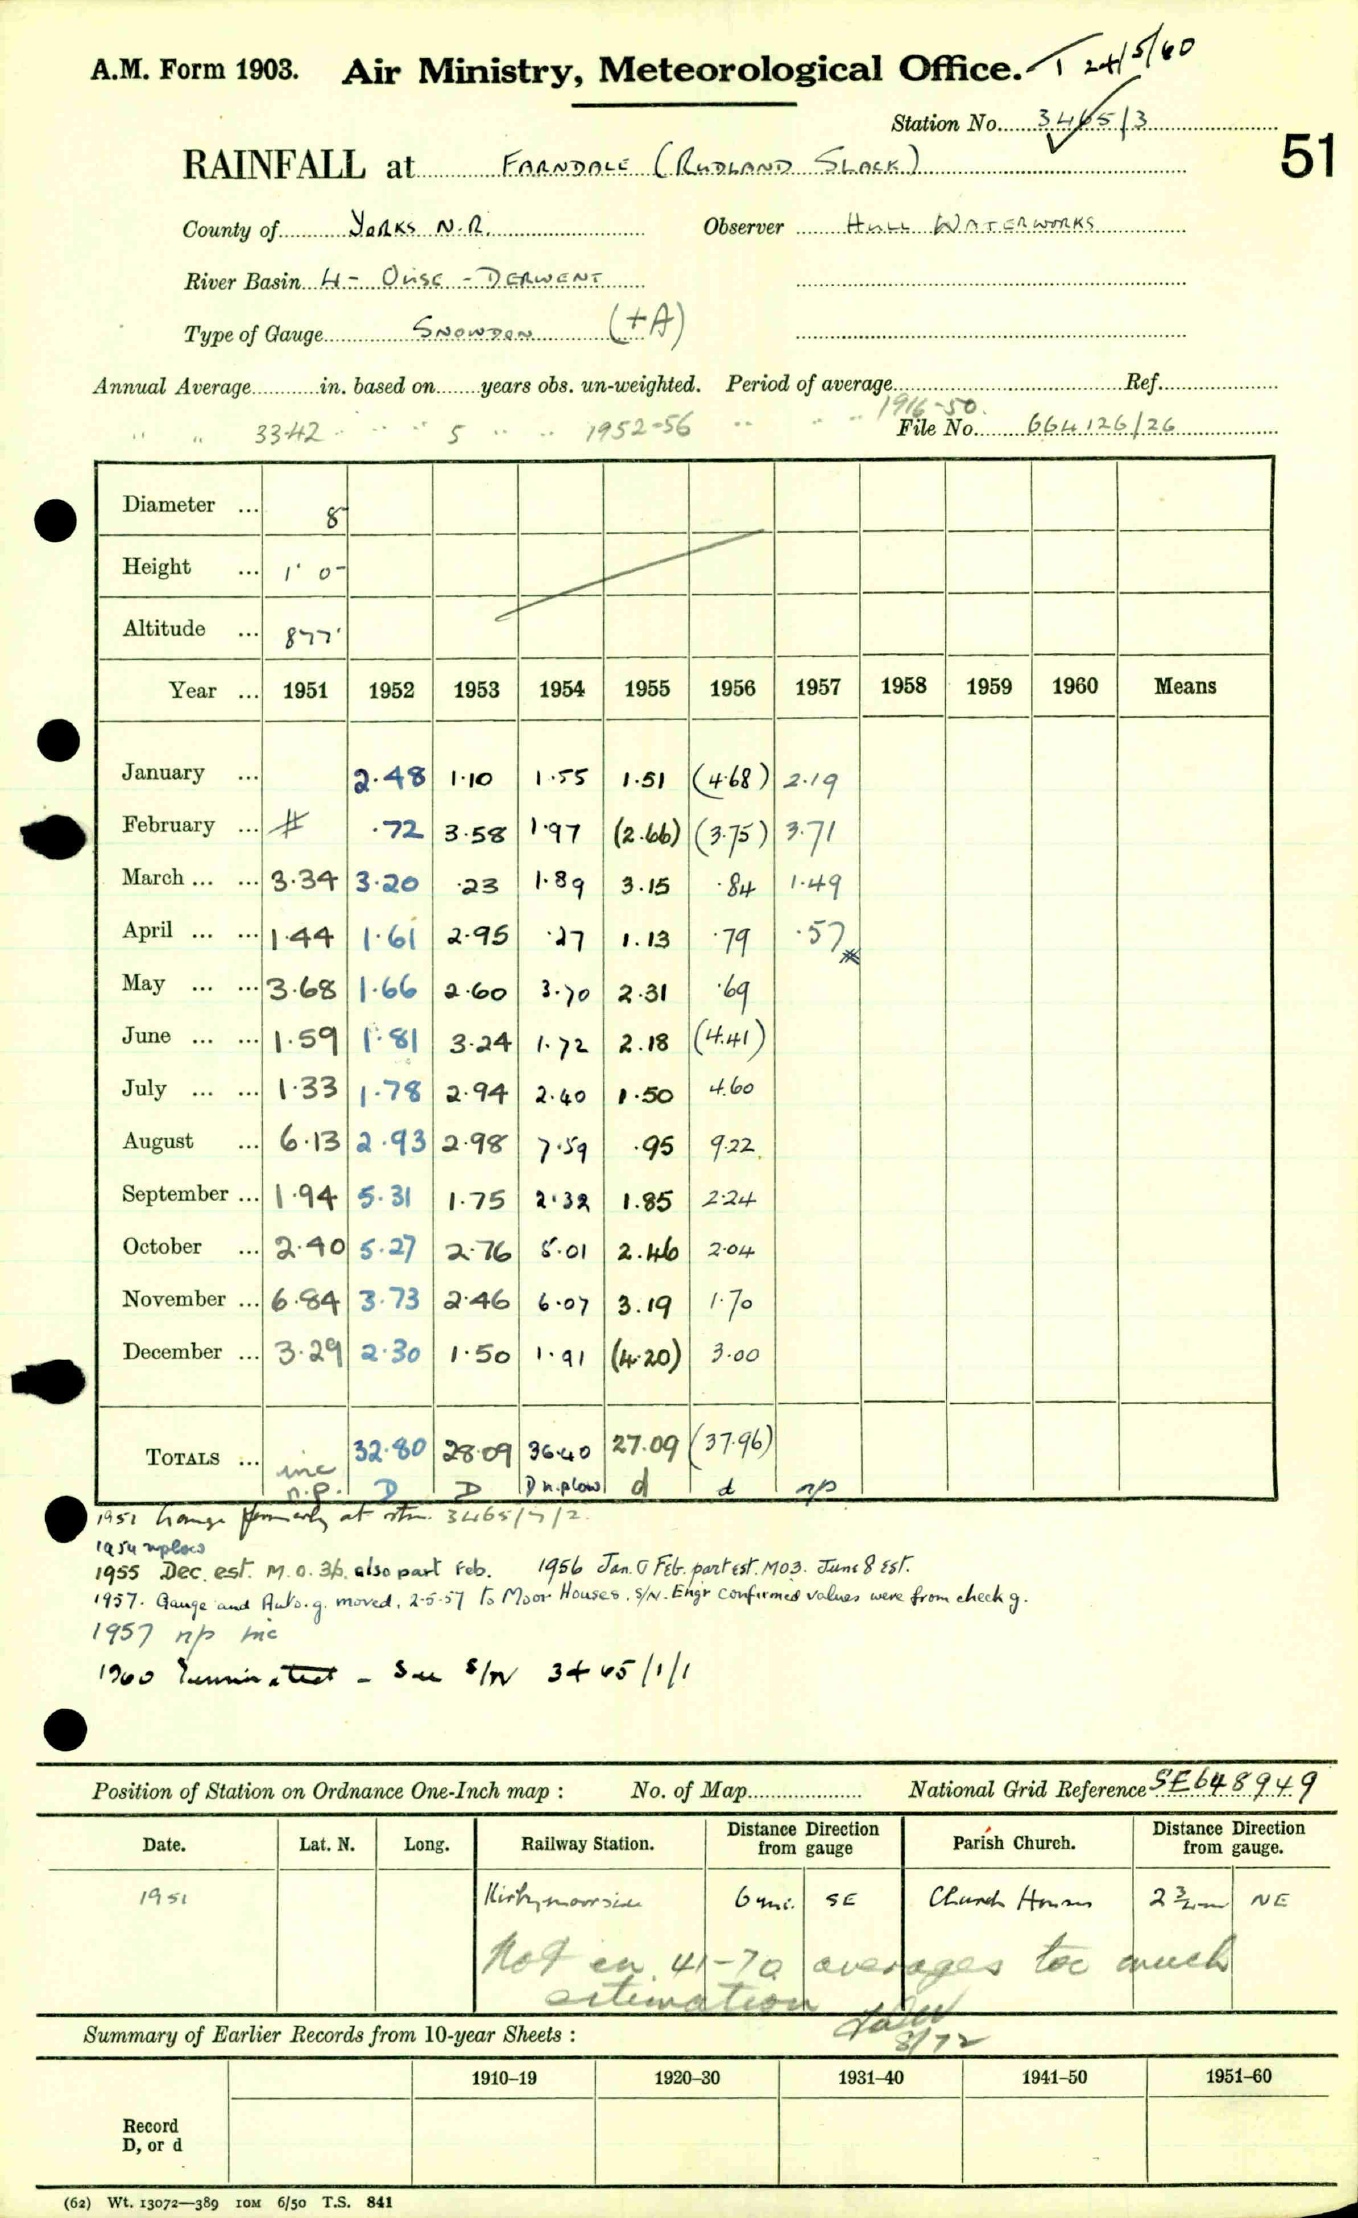 A.M. Form 1903. Air Ministry, Meteorological Office. T 24/5/60
Station No. 3465/3
51
RAINFALL at FARNDALE (RUDLAND SLACK)
County of YORKS N.R. Observer HULL WATERWORKS
River Basin 4- OUSE - DERWENT
Type of Gauge SNOWDON (+A)
Annual Average in. based on years obs. un-weighted. Period of average Ref.
" " 33.42 " " " 5 " " 1952-56 " " " 1916-50.
File No. 664126/26
Diameter ... 8
Height ... 1' 0"
Altitude ... 877'
Year ... 1951 1952 1953 1954 1955 1956 1957 1958 1959 1960 Means
January ... 2.48 1.10 1.55 1.51 (4.68) 2.19
February ... # .72 3.58 1.97 (2.66) (3.75) 3.71
March ... ... 3.34 3.20 .23 1.89 3.15 .84 1.49
April ... ... 1.44 1.61 2.95 .27 1.13 .79 .57
May ... ... 3.68 1.66 2.60 3.70 2.31 .69
June ... ... 1.59 1.81 3.24 1.72 2.18 (4.41)
July ... ... 1.33 1.78 2.94 2.40 1.50 4.60
August ... 6.13 2.93 2.98 7.59 .95 9.22
September ... 1.94 5.31 1.75 2.32 1.85 2.24
October ... 2.40 5.27 2.76 5.01 2.46 2.04
November ... 6.84 3.73 2.46 6.07 3.19 1.70
December ... 3.29 2.30 1.50 1.91 (4.20) 3.00
TOTALS ... inc 32.80 28.09 36.40 27.09 (37.96)
n.p. D D D n.plow d d np
1951 Gauge formerly at stn. 3465/7/2.
1954 nplow
1955 Dec. est. M.O.3b. also part Feb. 1956 Jan. & Feb. part est. MO3. June 8 Est.
1957. Gauge and Auto.g. moved, 2-5-57 to Moor Houses. S/N. Engr confirmed values were from check g.
1957 np inc
1960 Terminated - See S/N 3465/1/1
Position of Station on Ordnance One-Inch map : No. of Map National Grid Reference SE648949
Date. Lat. N. Long. Railway Station. Distance from Direction gauge Parish Church. Distance from Direction gauge.
1951 Kirkbymoorside 6 mi. SE Church Houses 2 3/4 m NE
Not in 41-70 averages too much
estimation
8/72
Summary of Earlier Records from 10-year Sheets :
1910–19 1920–30 1931–40 1941–50 1951–60
Record
D, or d
(62) Wt. 13072—389 10M 6/50 T.S. 841